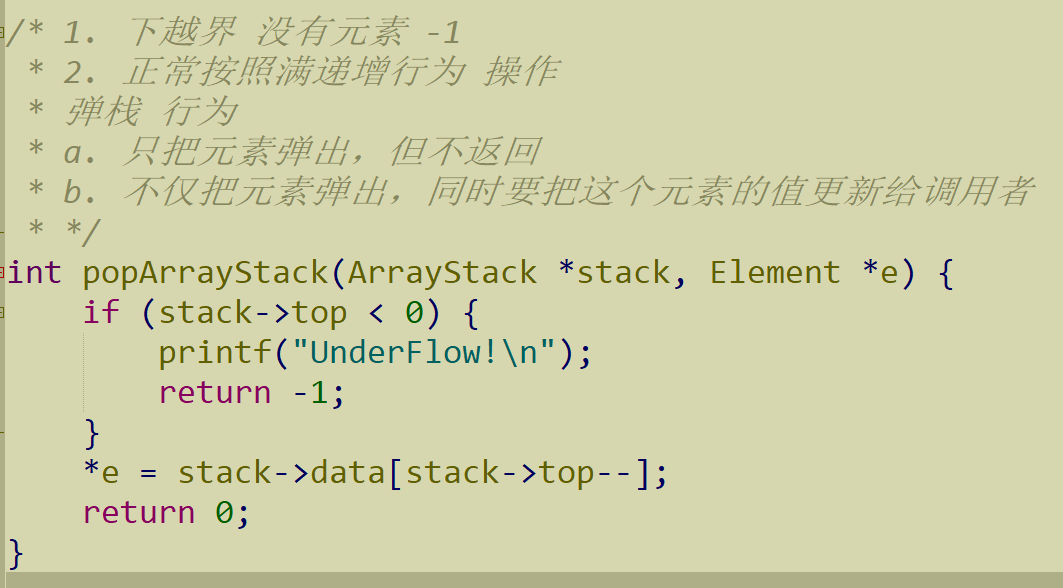 /* 1. 下越界 没有元素 -1
 * 2. 正常按照满递增行为 操作
 * 弹栈 行为
 * a. 只把元素弹出，但不返回
 * b. 不仅把元素弹出，同时要把这个元素的值更新给调用者
 * */
int popArrayStack(ArrayStack *stack, Element *e) {
    if (stack->top < 0) {
        printf("UnderFlow!\n");
        return -1;
    }
    *e = stack->data[stack->top--];
    return 0;
}